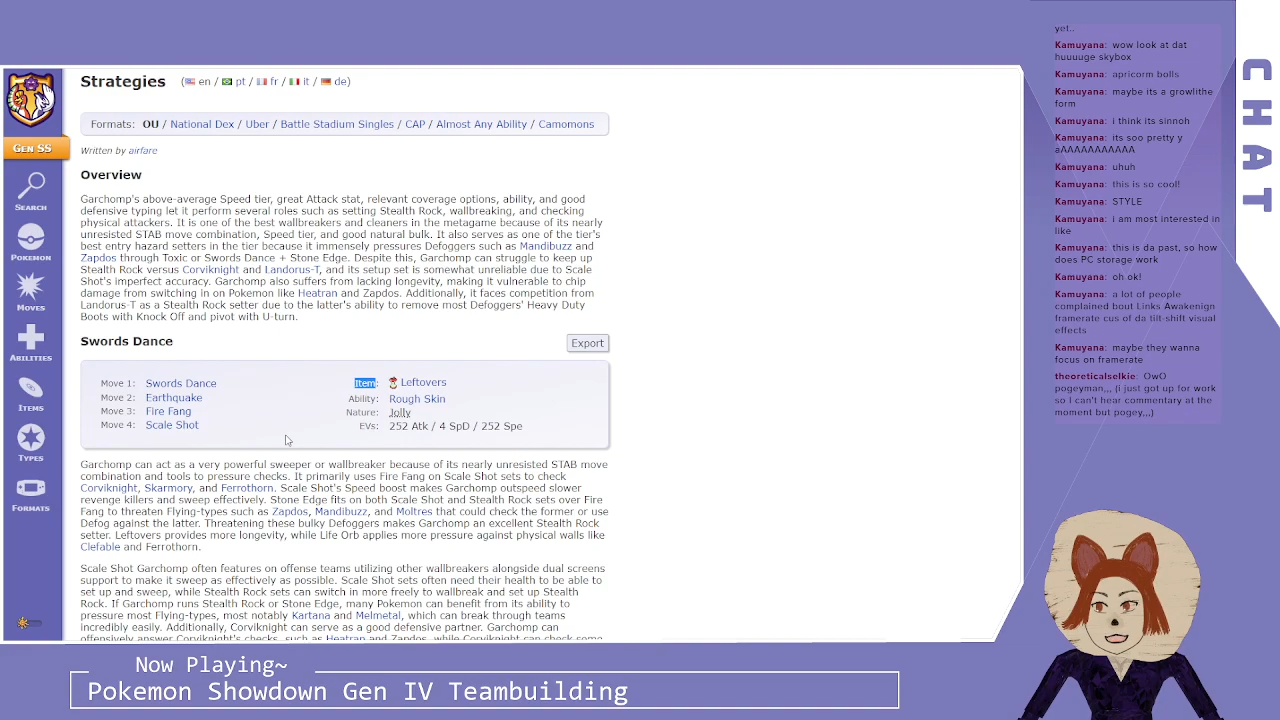 Strategies (en / pt / fr / it / de)
Formats: OU / National Dex / Uber / Battle Stadium Singles / CAP / Almost Any Ability / Camomons
GEN SS
Written by airfare
Overview
Garchomp's above-average Speed tier, great Attack stat, relevant coverage options, ability, and good
defensive typing let it perform several roles such as setting Stealth Rock, wallbreaking, and checking
physical attackers. It is one of the best wallbreakers and cleaners in the metagame because of its nearly
unresisted STAB move combination, Speed tier, and good natural bulk. It also serves as one of the tier's
best entry hazard setters in the tier because it immensely pressures Defoggers such as Mandibuzz and
Zapdos through Toxic or Swords Dance + Stone Edge. Despite this, Garchomp can struggle to keep up
Stealth Rock versus Corviknight and Landorus-T, and its setup set is somewhat unreliable due to Scale
Shot's imperfect accuracy. Garchomp also suffers from lacking longevity, making it vulnerable to chip
damage from switching in on Pokemon like Heatran and Zapdos. Additionally, it faces competition from
Landorus-T as a Stealth Rock setter due to the latter's ability to remove most Defoggers' Heavy Duty
Boots with Knock Off and pivot with U-turn.
SEARCH
POKEMON
MOVES
ABILITIES
ITEMS
TYPES
FORMATS
Swords Dance
Export
Move 1: Swords Dance
Move 2: Earthquake
Move 3: Fire Fang
Move 4: Scale Shot
Item: Leftovers
Ability: Rough Skin
Nature: Jolly
EVs: 252 Atk / 4 SpD / 252 Spe
Garchomp can act as a very powerful sweeper or wallbreaker because of its nearly unresisted STAB move
combination and tools to pressure checks. It primarily uses Fire Fang on Scale Shot sets to check
Corviknight, Skarmory, and Ferrothorn. Scale Shot's Speed boost makes Garchomp outspeed slower
revenge killers and sweep effectively. Stone Edge fits on both Scale Shot and Stealth Rock sets over Fire
Fang to threaten Flying-types such as Zapdos, Mandibuzz, and Moltres that could check the former or use
Defog against the latter. Threatening these bulky Defoggers makes Garchomp an excellent Stealth Rock
setter. Leftovers provides more longevity, while Life Orb applies more pressure against physical walls like
Clefable and Ferrothorn.
Scale Shot Garchomp often features on offense teams utilizing other wallbreakers alongside dual screens
support to make it sweep as effectively as possible. Scale Shot sets often need their health to be able to
set up and sweep, while Stealth Rock sets can switch in more freely to wallbreak and set up Stealth
Rock. If Garchomp runs Stealth Rock or Stone Edge, many Pokemon can benefit from its ability to
pressure most Flying-types, most notably Kartana and Melmetal, which can break through teams
incredibly easily. Additionally, Corviknight can serve as a good defensive partner. Garchomp can
offensively answer Corviknight's checks, such as Heatran and Zapdos, while Corviknight can check some
yet..
Kamuyana: wow look at dat
huuuuge skybox
Kamuyana: apricorm bolls
Kamuyana: maybe its a growlithe
form
Kamuyana: i think its sinnoh
Kamuyana: its soo pretty y
aAAAAAAAAAAA
Kamuyana: uhuh
Kamuyana: this is so cool!
Kamuyana: STYLE
Kamuyana: i am most interested in
like
Kamuyana: this is da past, so how
does PC storage work
Kamuyana: oh ok!
Kamuyana: a lot of people
complained bout Links Awakenign
framerate cus of da tilt-shift visual
effects
Kamuyana: maybe they wanna
focus on framerate
theoreticalselkie: OwO
pogeyman,,, (i just got up for work
so I can't hear commentary at the
moment but pogey,,,)
CHAT
Now Playing~
Pokemon Showdown Gen IV Teambuilding